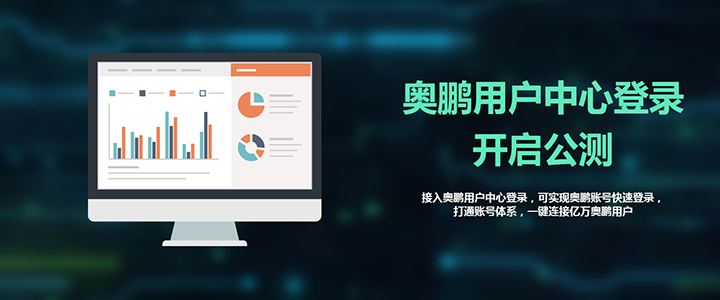 奥鹏用户中心登录
开启公测
接入奥鹏用户中心登录，可实现奥鹏账号快速登录，
打通账号体系，一键连接亿万奥鹏用户